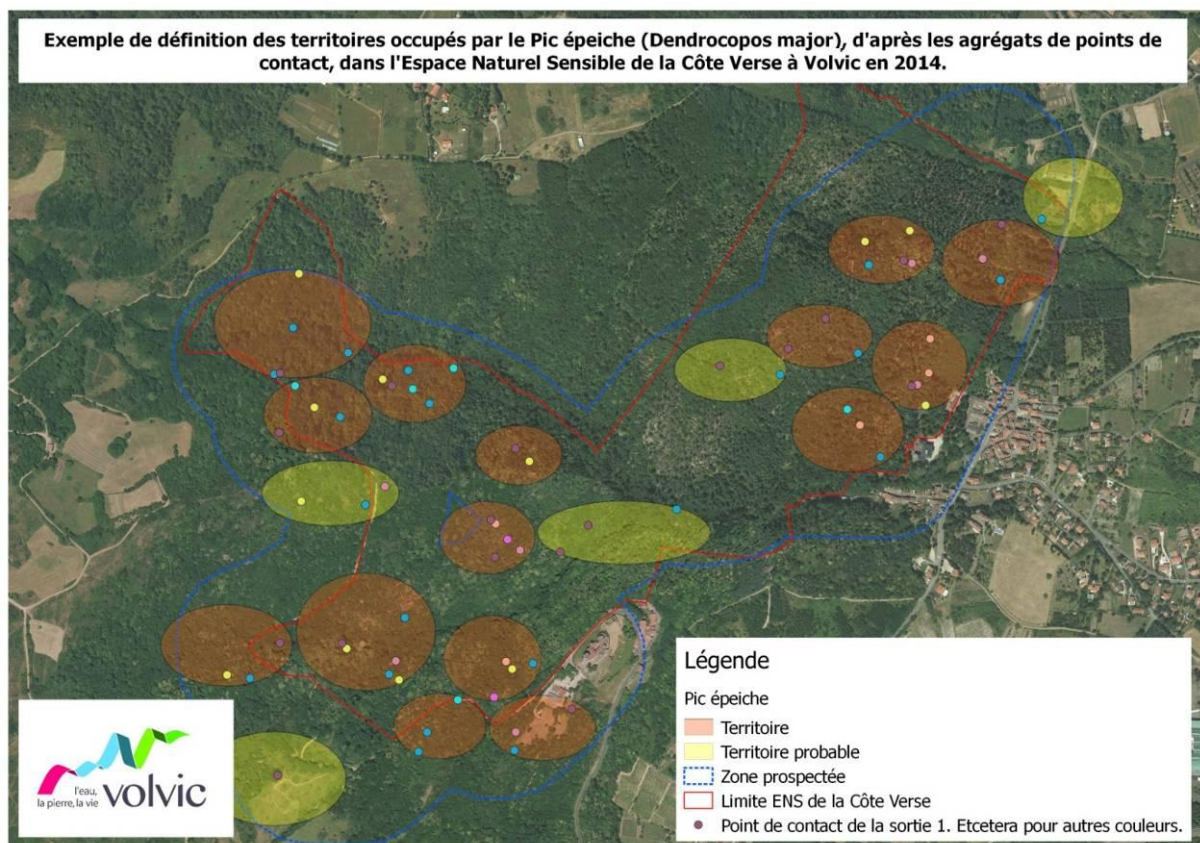 Exemple de définition des territoires occupés par le Pic épeiche (Dendrocopos major), d'après les agrégats de points de
contact, dans l'Espace Naturel Sensible de la Côte Verse à Volvic en 2014.
Légende
Pic épeiche
Territoire
Territoire probable
Zone prospectée
Limite ENS de la Côte Verse
Point de contact de la sortie 1. Etcetera pour autres couleurs.
l'eau,
la pierre, la vie volvic